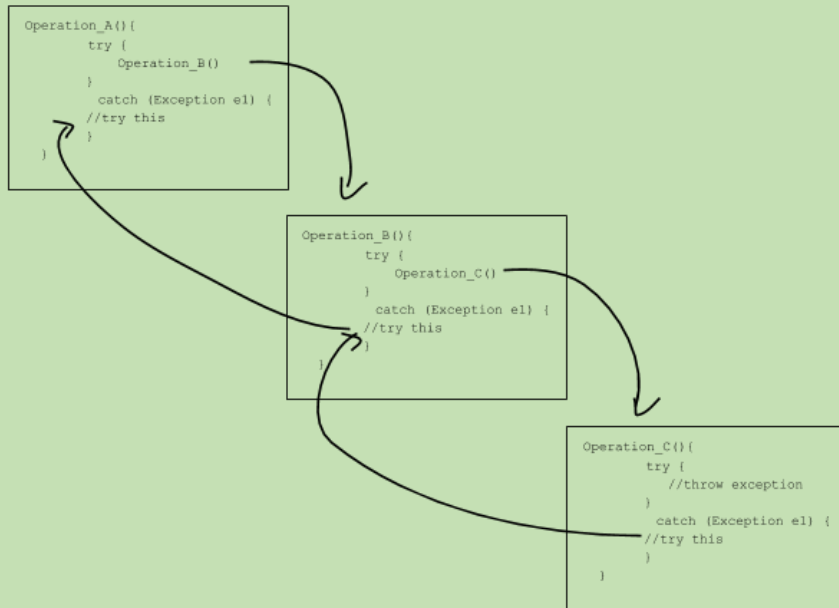 Operation_A(){
try {
Operation_B()
}
catch (Exception e1) {
//try this
}
}
Operation_B(){
try {
Operation_C()
}
catch (Exception e1) {
//try this
}
}
Operation_C(){
try {
//throw exception
}
catch (Exception e1) {
//try this
}
}